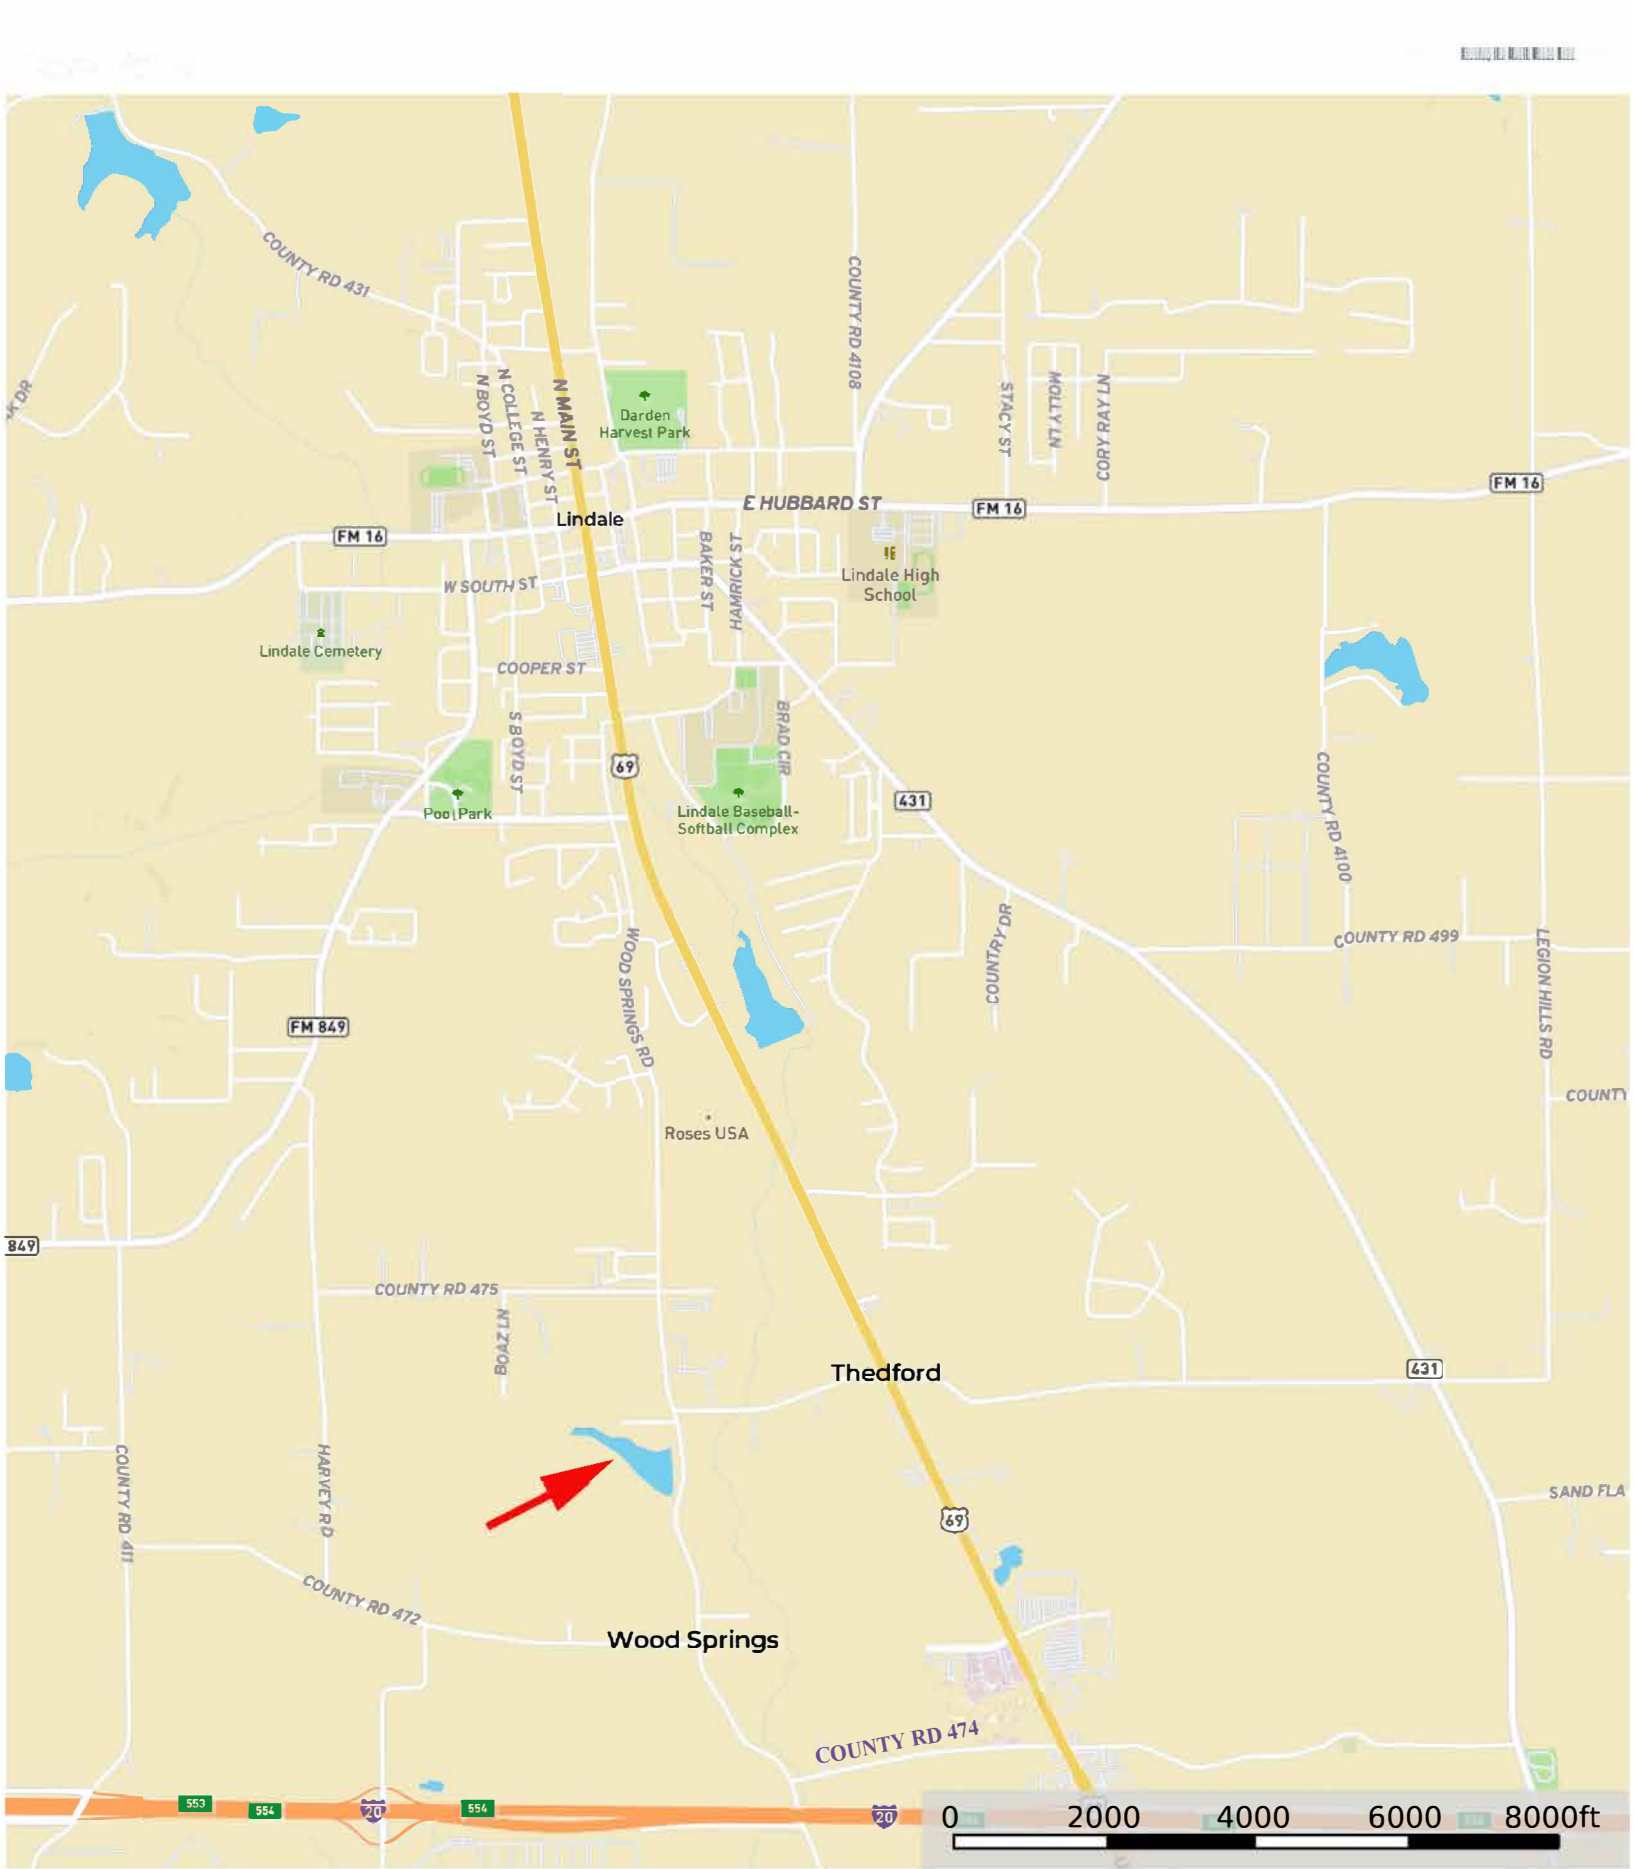 COUNTY RD 431
COUNTY RD 4108
N BOYD ST
N COLLEGE ST
N HENRY ST
N MAIN ST
Darden
Harvest Park
STACY ST
MOLLY LN
CORY RAY LN
FM 16
E HUBBARD ST
FM 16
Lindale
FM 16
BAKER ST
HAMRICK ST
Lindale High
School
W SOUTH ST
Lindale Cemetery
COOPER ST
S BOYD ST
BRAD CIR
69
431
Pool Park
Lindale Baseball-
Softball Complex
COUNTY RD 4100
COUNTRY DR
COUNTY RD 499
LEGION HILLS RD
WOOD SPRINGS RD
FM 849
COUNTY
Roses USA
849
COUNTY RD 475
BOAZ LN
Thedford
431
COUNTY RD 411
HARVEY RD
SAND FLA
69
COUNTY RD 472
Wood Springs
COUNTY RD 474
553
554
20
554
20
0 2000 4000 6000 8000ft